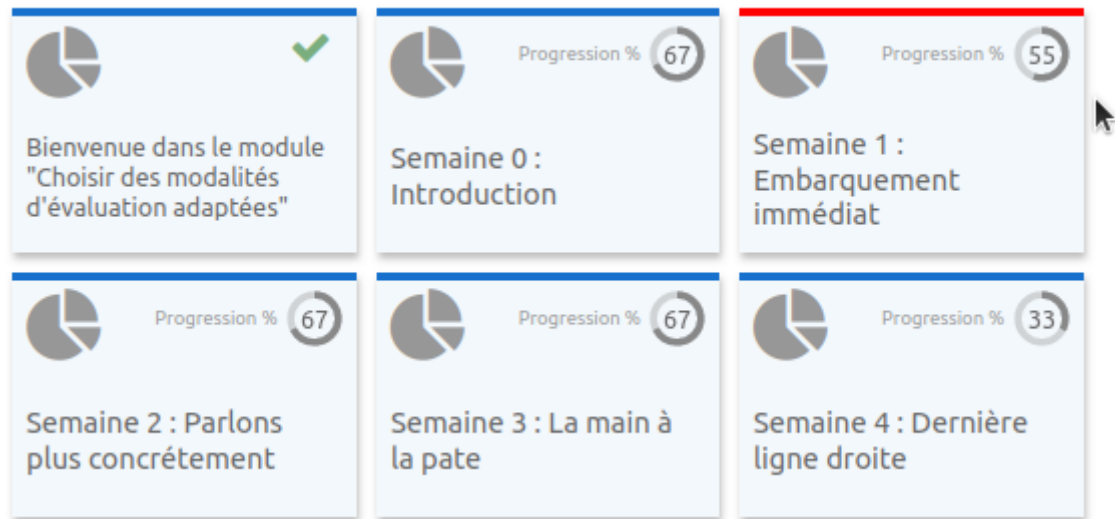 Bienvenue dans le module
"Choisir des modalités
d'évaluation adaptées"
Progression % 67
Semaine 0 :
Introduction
Progression % 55
Semaine 1 :
Embarquement
immédiat
Progression % 67
Semaine 2 : Parlons
plus concrétement
Progression % 67
Semaine 3 : La main à
la pate
Progression % 33
Semaine 4 : Dernière
ligne droite